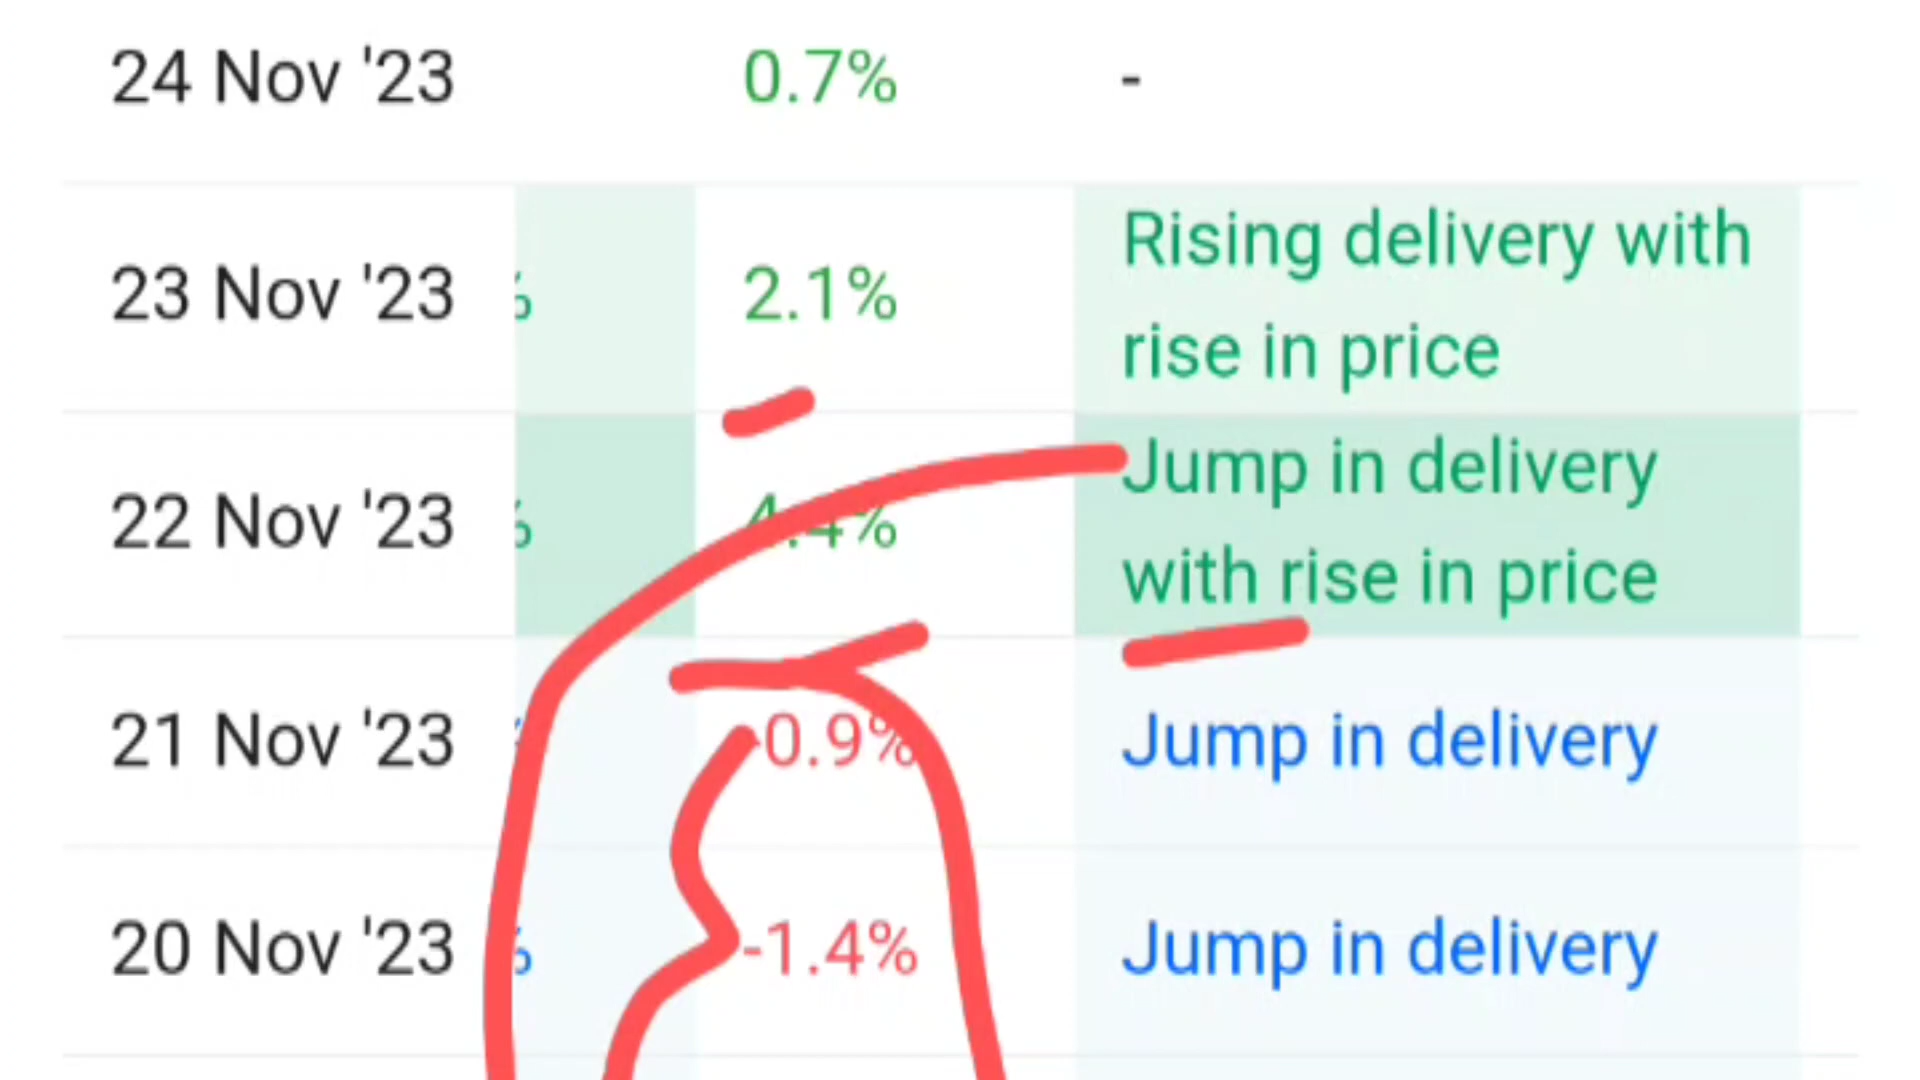 24 Nov '23 0.7% -
23 Nov '23 % 2.1% Rising delivery with
rise in price
22 Nov '23 % 4.4% Jump in delivery
with rise in price
21 Nov '23 -0.9% Jump in delivery
20 Nov '23 % -1.4% Jump in delivery